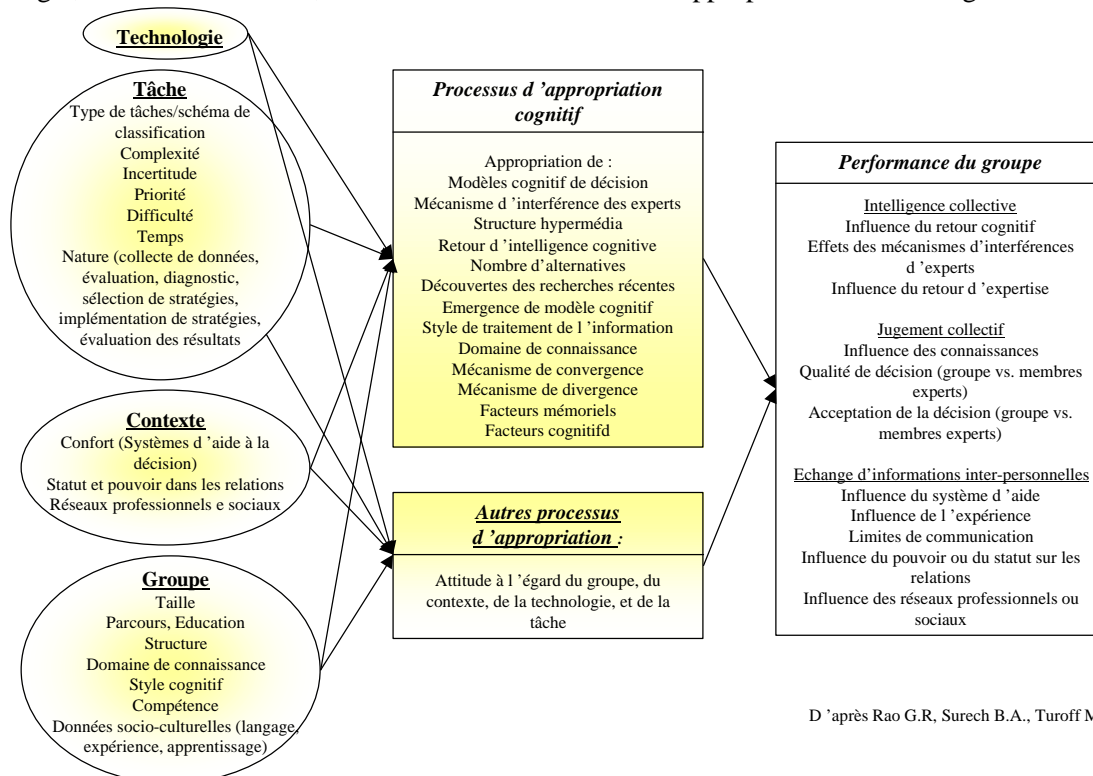 Technologie
Tâche
Type de tâches/schéma de
classification
Complexité
Incertitude
Priorité
Difficulté
Temps
Nature (collecte de données,
évaluation, diagnostic,
sélection de stratégies,
implémentation de stratégies,
évaluation des résultats
Contexte
Confort (Systèmes d ’aide à la
décision)
Statut et pouvoir dans les relations
Réseaux professionnels e sociaux
Groupe
Taille
Parcours, Education
Structure
Domaine de connaissance
Style cognitif
Compétence
Données socio-culturelles (langage,
expérience, apprentissage)
Processus d ’appropriation
cognitif
Appropriation de :
Modèles cognitif de décision
Mécanisme d ’interférence des experts
Structure hypermédia
Retour d ’intelligence cognitive
Nombre d’alternatives
Découvertes des recherches récentes
Emergence de modèle cognitif
Style de traitement de l ’information
Domaine de connaissance
Mécanisme de convergence
Mécanisme de divergence
Facteurs mémoriels
Facteurs cognitifd
Autres processus
d ’appropriation :
Attitude à l ’égard du groupe, du
contexte, de la technologie, et de la
tâche
Performance du groupe
Intelligence collective
Influence du retour cognitif
Effets des mécanismes d’interférences
d ’experts
Influence du retour d ’expertise
Jugement collectif
Influence des connaissances
Qualité de décision (groupe vs. membres
experts)
Acceptation de la décision (groupe vs.
membres experts)
Echange d’informations inter-personnelles
Influence du système d ’aide
Influence de l ’expérience
Limites de communication
Influence du pouvoir ou du statut sur les
relations
Influence des réseaux professionnels ou
sociaux
D ’après Rao G.R, Surech B.A., Turoff M